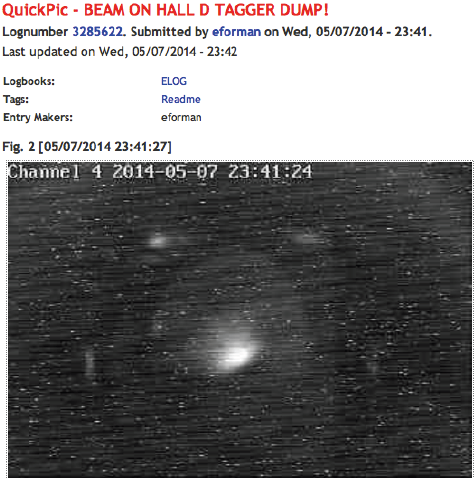 QuickPic - BEAM ON HALL D TAGGER DUMP!
Lognumber 3285622. Submitted by eforman on Wed, 05/07/2014 - 23:41.
Last updated on Wed, 05/07/2014 - 23:42
Logbooks: ELOG
Tags: Readme
Entry Makers: eforman
Fig. 2 [05/07/2014 23:41:27]
Channel 4 2014-05-07 23:41:24